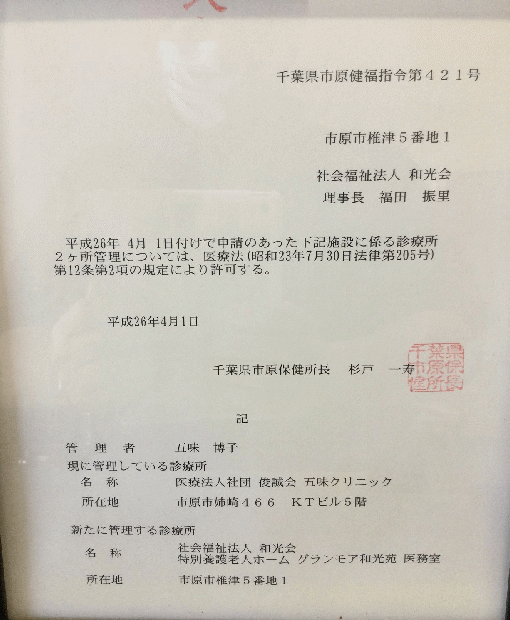 千葉県市原健福指令第４２１号
市原市椎津５番地１
社会福祉法人 和光会
理事長 福田 振里
平成26年 4月 1日付けで申請のあった下記施設に係る診療所
２ヶ所管理については、医療法(昭和23年7月30日法律第205号)
第12条第2項の規定により許可する。
平成26年4月1日
千葉県市原保健所長 杉戸 一寿
記
管 理 者 五味 博子
現に管理している診療所
名 称 医療法人社団 俊誠会 五味クリニック
所在地 市原市姉崎４６６ ＫＴビル５階
新たに管理する診療所
名 称 社会福祉法人 和光会
特別養護老人ホーム グランモア和光苑 医務室
所在地 市原市椎津５番地１